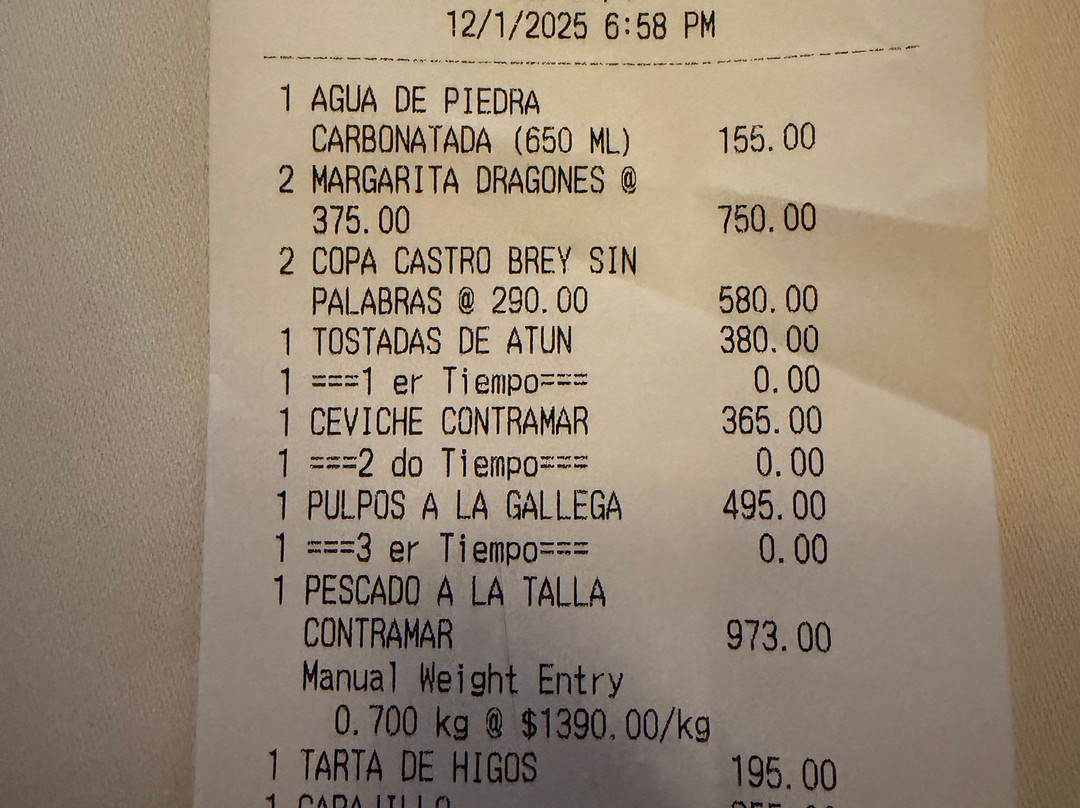 12/1/2025 6:58 PM
1 AGUA DE PIEDRA
CARBONATADA (650 ML) 155.00
2 MARGARITA DRAGONES @
375.00 750.00
2 COPA CASTRO BREY SIN
PALABRAS @ 290.00 580.00
1 TOSTADAS DE ATUN 380.00
1 ===1 er Tiempo=== 0.00
1 CEVICHE CONTRAMAR 365.00
1 ===2 do Tiempo=== 0.00
1 PULPOS A LA GALLEGA 495.00
1 ===3 er Tiempo=== 0.00
1 PESCADO A LA TALLA
CONTRAMAR 973.00
Manual Weight Entry
0.700 kg @ $1390.00/kg
1 TARTA DE HIGOS 195.00
1 CARAJILLO